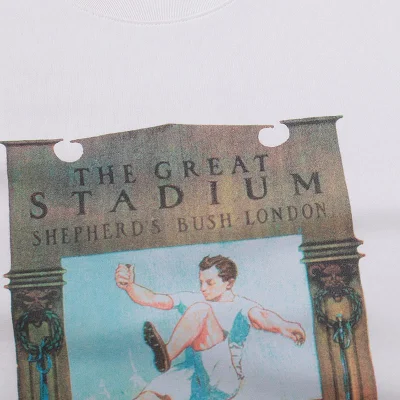 THE GREAT
STADIUM
SHEPHERD'S BUSH LONDON